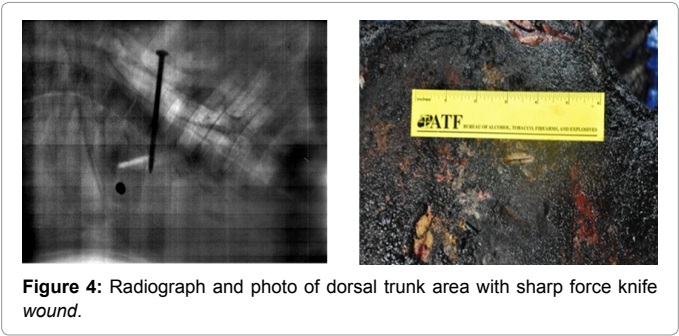 inches
ATF BUREAU OF ALCOHOL, TOBACCO, FIREARMS, AND EXPLOSIVES
Figure 4: Radiograph and photo of dorsal trunk area with sharp force knife
wound.